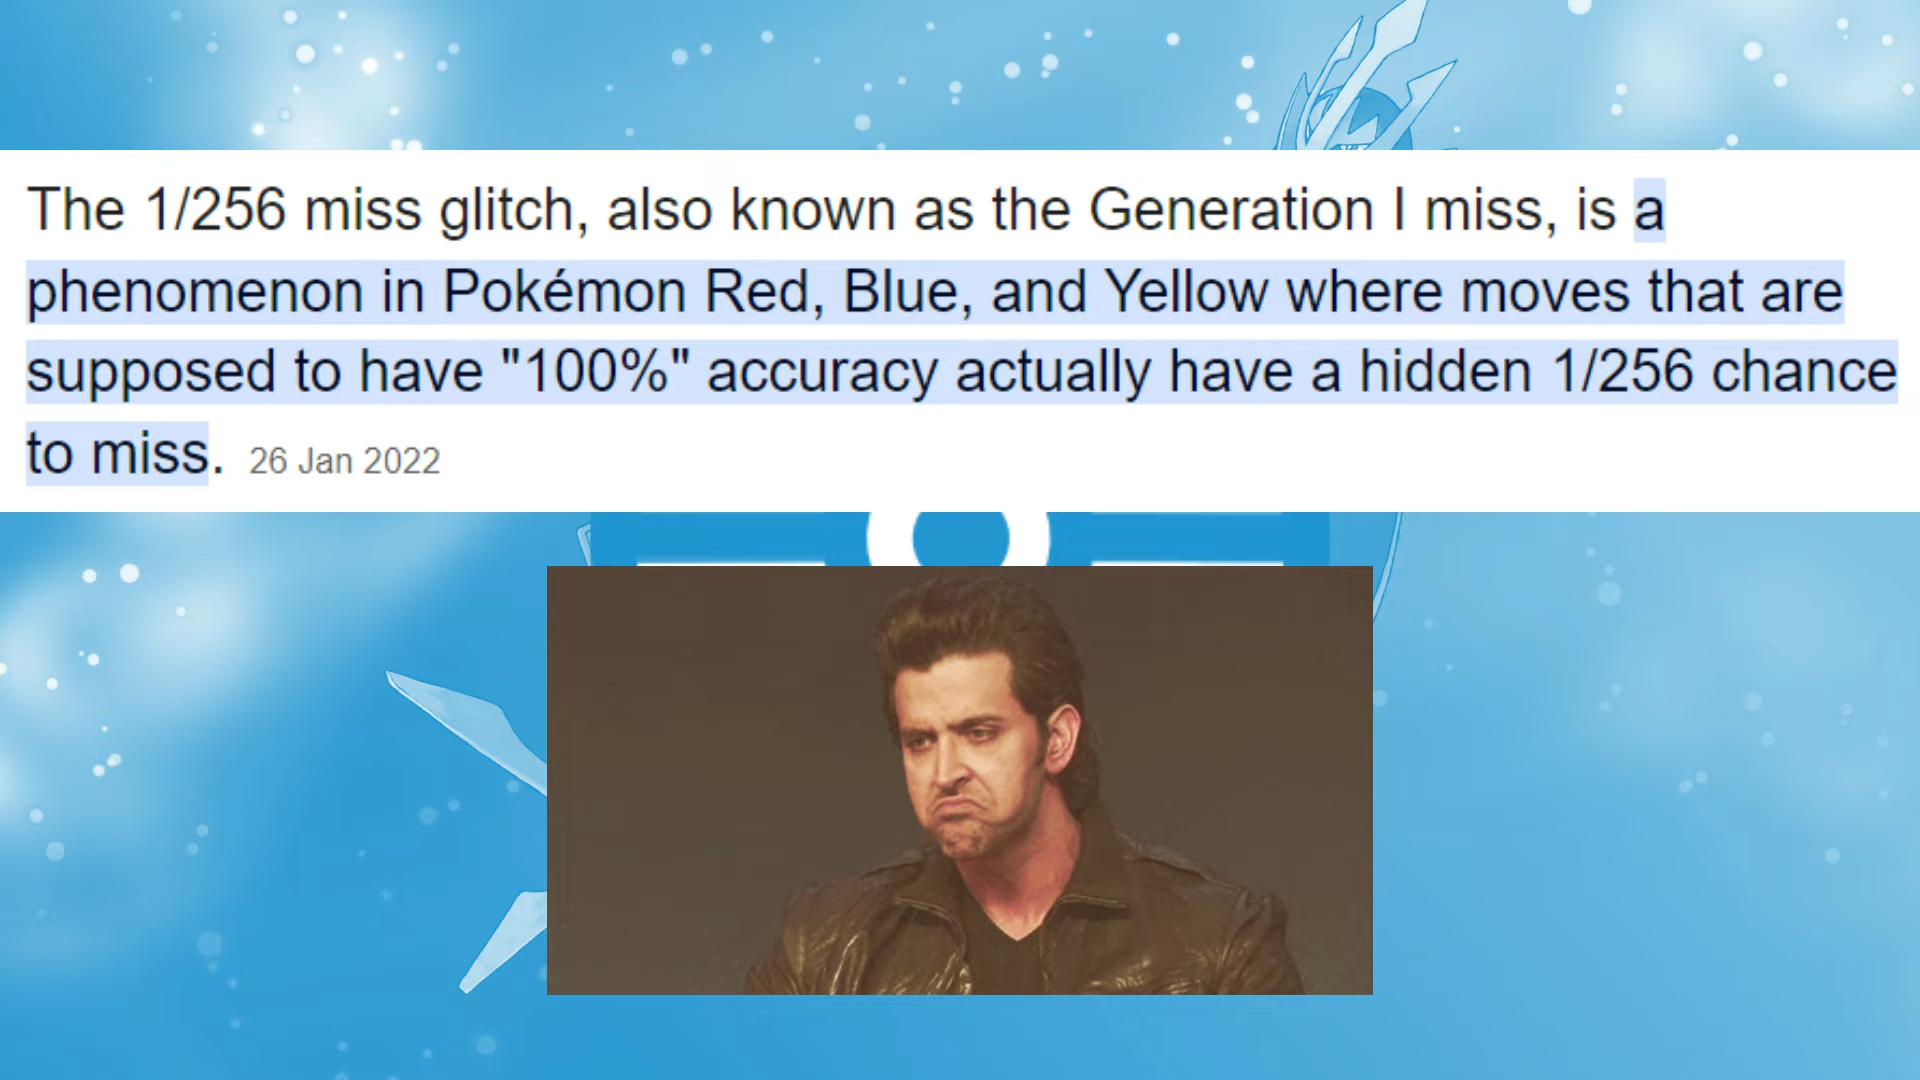 The 1/256 miss glitch, also known as the Generation I miss, is a
phenomenon in Pokémon Red, Blue, and Yellow where moves that are
supposed to have "100%" accuracy actually have a hidden 1/256 chance
to miss. 26 Jan 2022